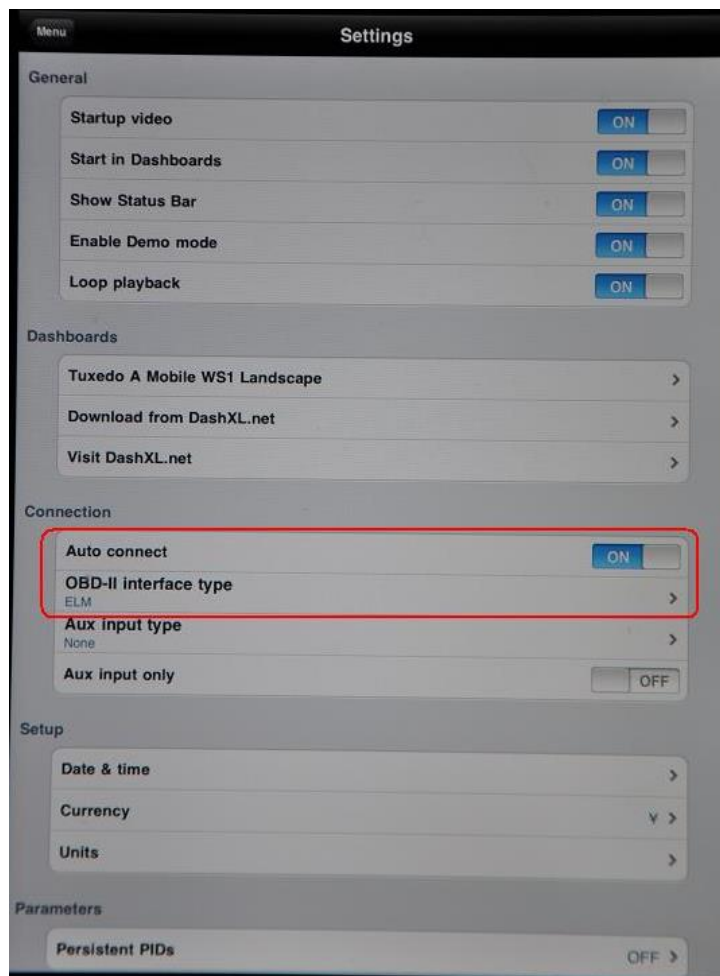 Menu
Settings
General
Startup video ON
Start in Dashboards ON
Show Status Bar ON
Enable Demo mode ON
Loop playback ON
Dashboards
Tuxedo A Mobile WS1 Landscape
Download from DashXL.net
Visit DashXL.net
Connection
Auto connect ON
OBD-II interface type
ELM
Aux input type
None
Aux input only OFF
Setup
Date & time
Currency ¥
Units
Parameters
Persistent PIDs OFF